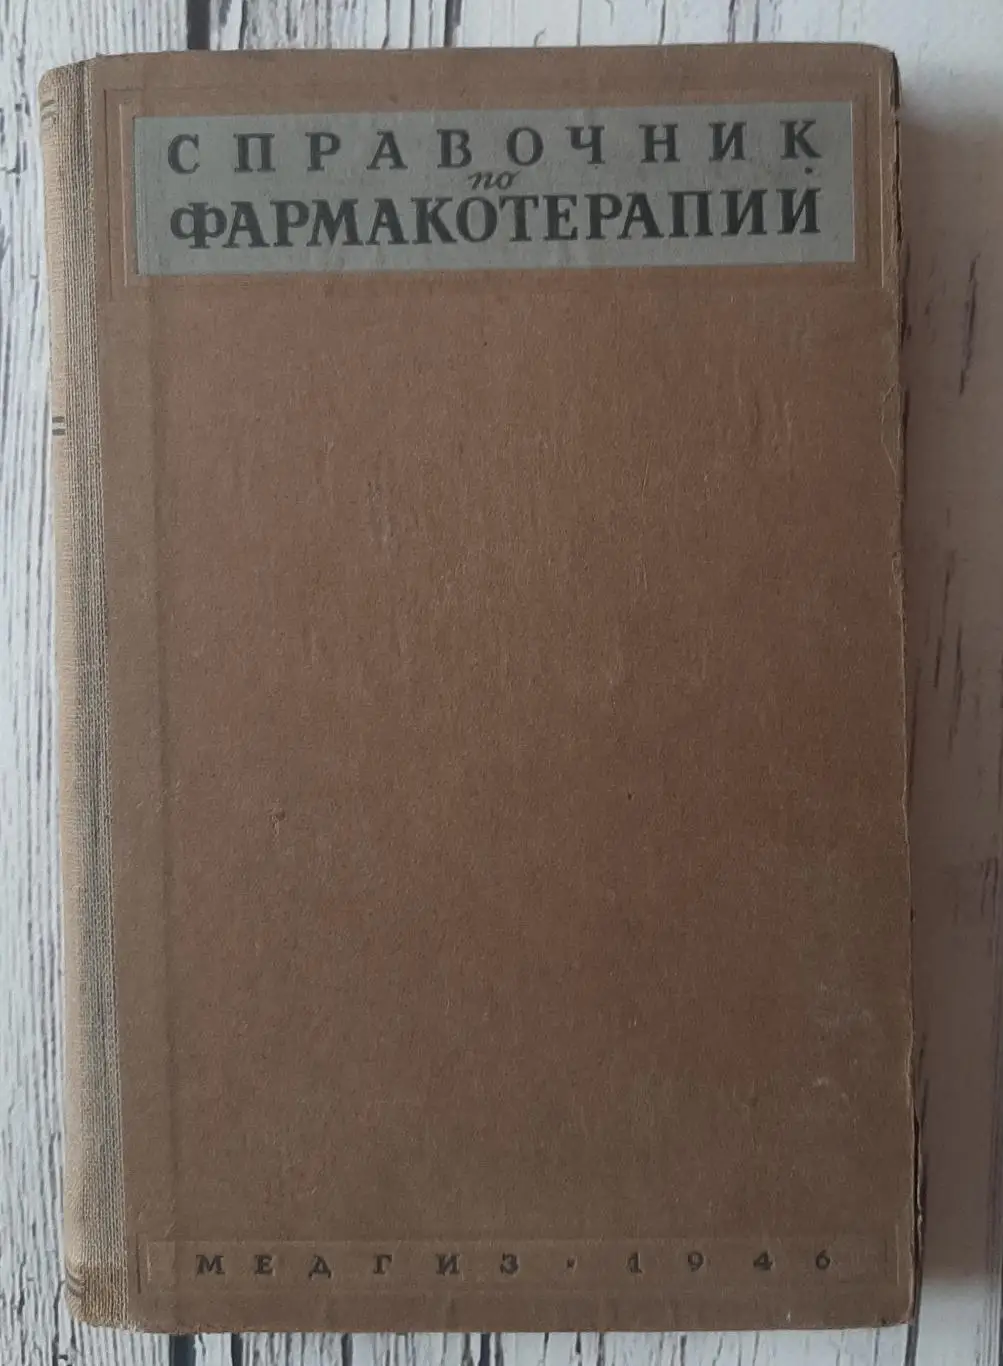 СПРАВОЧНИК
по
ФАРМАКОТЕРАПИИ
МЕДГИЗ · 1946